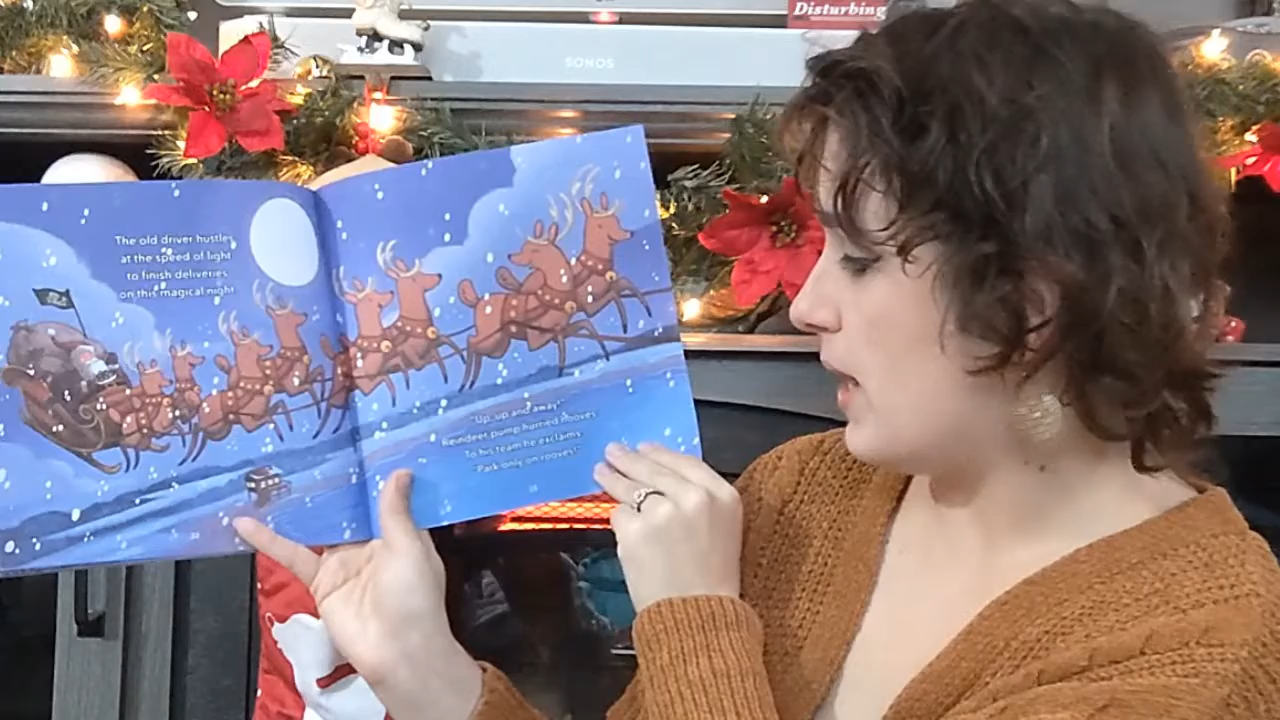 Disturbing
SONOS
The old driver hustles
at the speed of light
to finish deliveries
on this magical night.
"Up, up and away!"
Reindeer pump hurried hooves
To his team he exclaims
"Park only on rooves!"